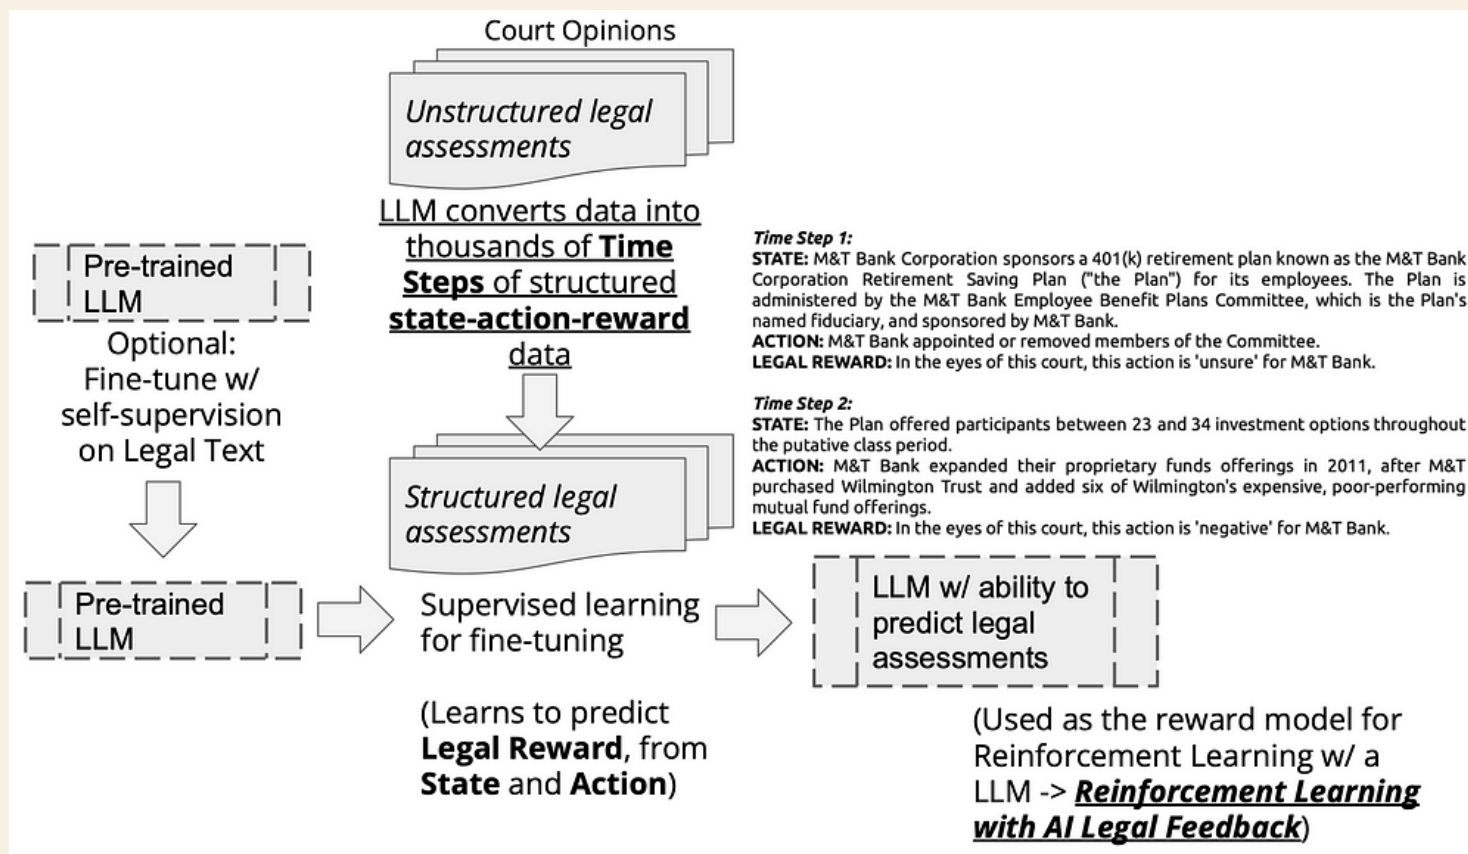 Court Opinions
Unstructured legal
assessments
LLM converts data into
thousands of Time
Steps of structured
state-action-reward
data
Pre-trained
LLM
Optional:
Fine-tune w/
self-supervision
on Legal Text
Time Step 1:
STATE: M&T Bank Corporation sponsors a 401(k) retirement plan known as the M&T Bank
Corporation Retirement Saving Plan ("the Plan") for its employees. The Plan is
administered by the M&T Bank Employee Benefit Plans Committee, which is the Plan's
named fiduciary, and sponsored by M&T Bank.
ACTION: M&T Bank appointed or removed members of the Committee.
LEGAL REWARD: In the eyes of this court, this action is 'unsure' for M&T Bank.
Time Step 2:
STATE: The Plan offered participants between 23 and 34 investment options throughout
the putative class period.
ACTION: M&T Bank expanded their proprietary funds offerings in 2011, after M&T
purchased Wilmington Trust and added six of Wilmington's expensive, poor-performing
mutual fund offerings.
LEGAL REWARD: In the eyes of this court, this action is 'negative' for M&T Bank.
Structured legal
assessments
Pre-trained
LLM
Supervised learning
for fine-tuning
(Learns to predict
Legal Reward, from
State and Action)
LLM w/ ability to
predict legal
assessments
(Used as the reward model for
Reinforcement Learning w/ a
LLM -> Reinforcement Learning
with AI Legal Feedback)